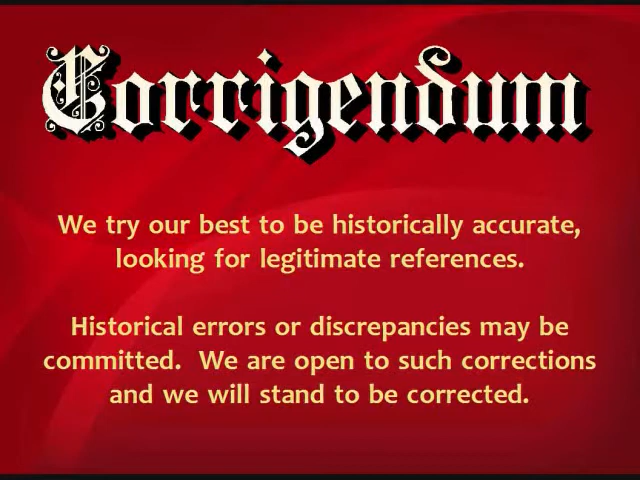 Corrigendum
We try our best to be historically accurate,
looking for legitimate references.
Historical errors or discrepancies may be
committed.  We are open to such corrections
and we will stand to be corrected.